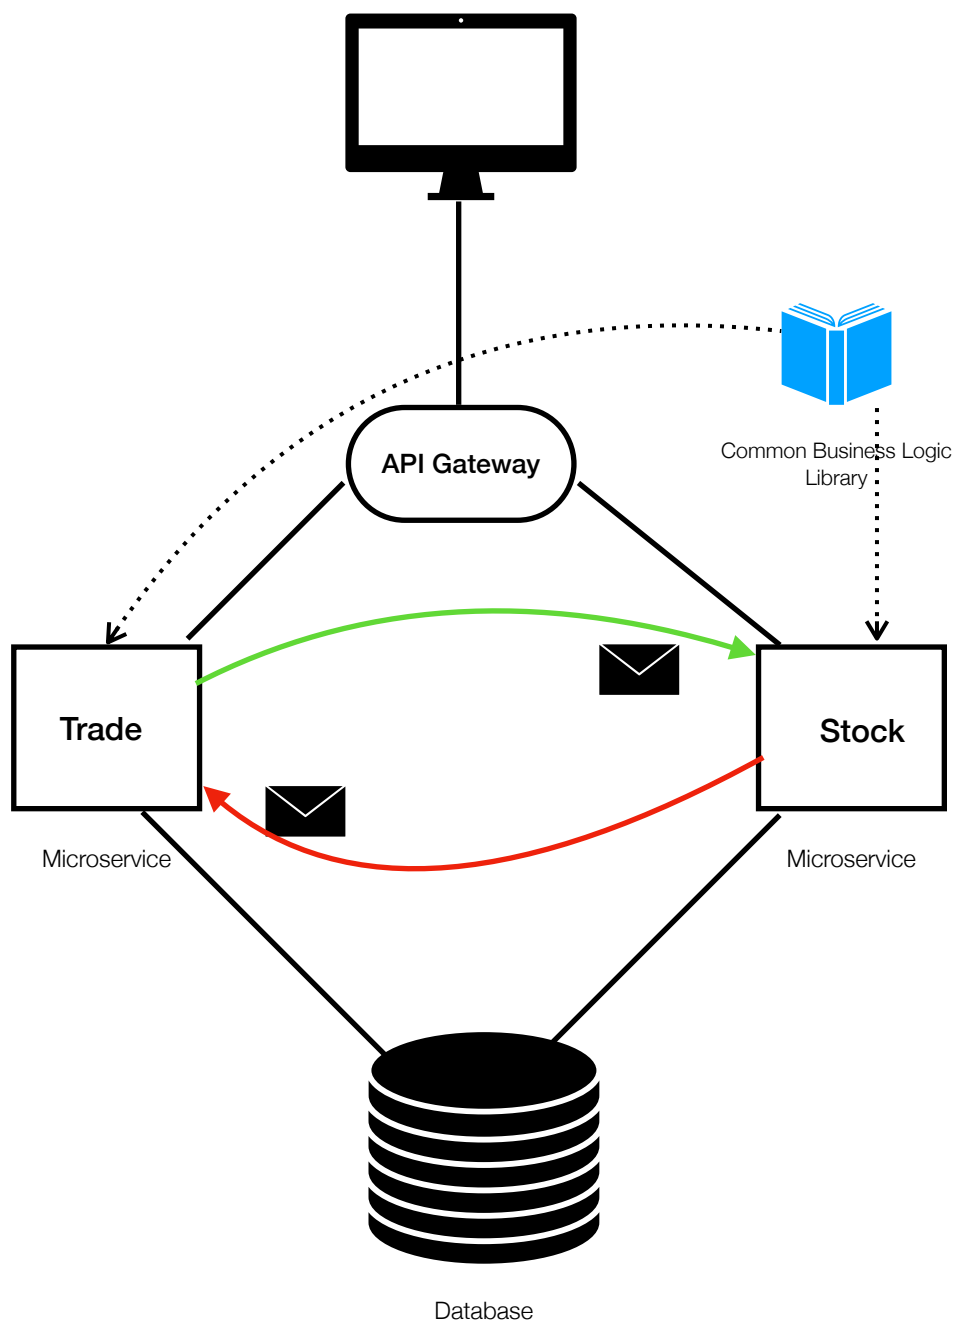 API Gateway
Common Business Logic
Library
Trade
Stock
Microservice
Microservice
Database